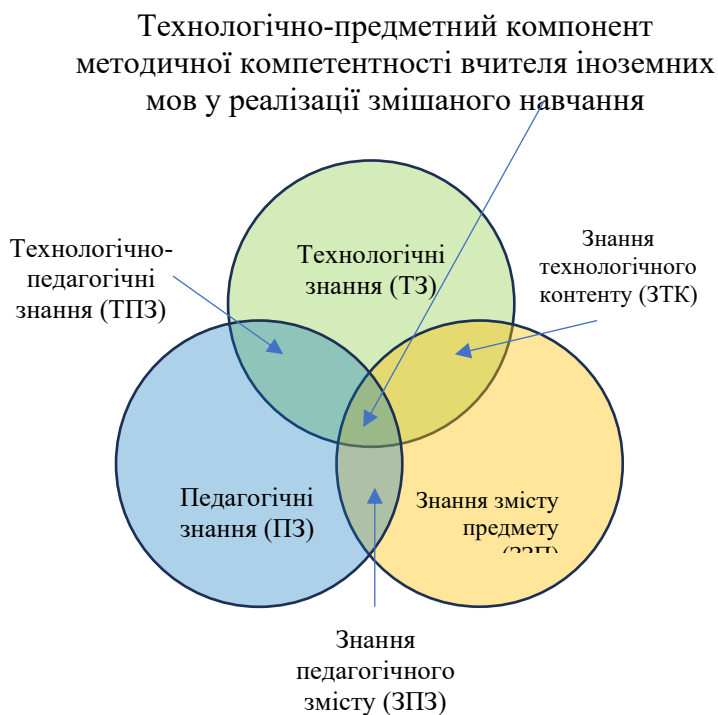 Технологічно-предметний компонент
методичної компетентності вчителя іноземних
мов у реалізації змішаного навчання
Технологічно-
педагогічні
знання (ТПЗ)
Технологічні
знання (ТЗ)
Знання
технологічного
контенту (ЗТК)
Педагогічні
знання (ПЗ)
Знання змісту
предмету
(ЗЗП)
Знання
педагогічного
змісту (ЗПЗ)